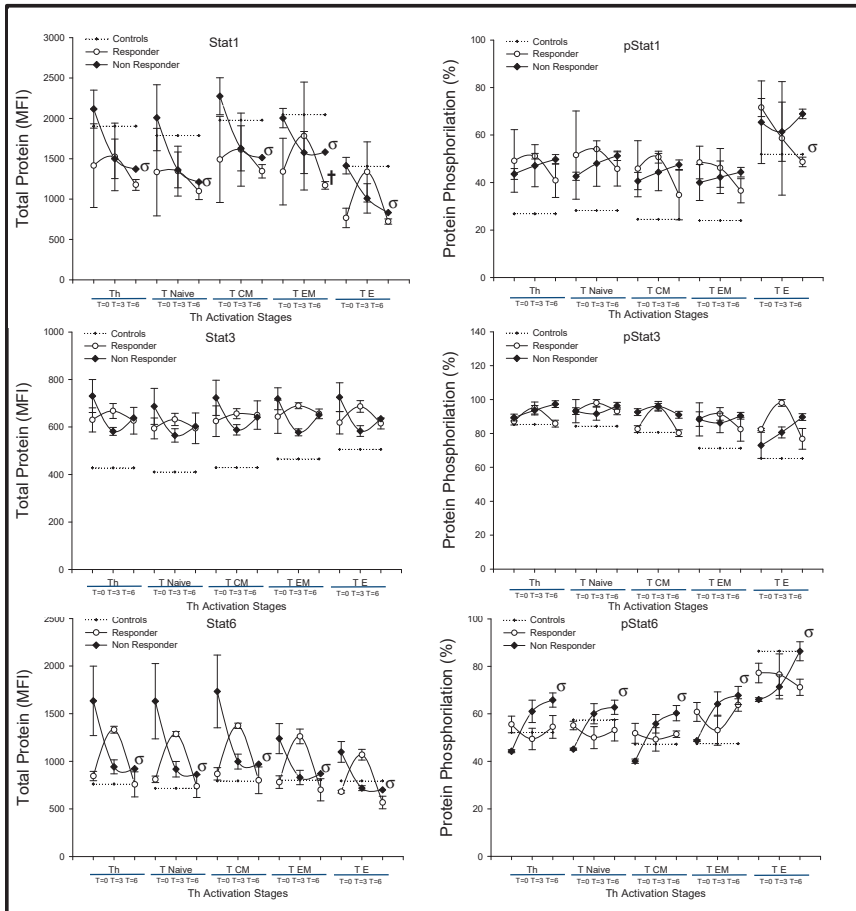 Stat1
Controls
Responder
Non Responder
Total Protein (MFI)
3000
2500
2000
1500
1000
500
0
σ
σ
σ
σ
†
σ
Th
T Naive
T CM
T EM
T E
T=0 T=3 T=6
T=0 T=3 T=6
T=0 T=3 T=6
T=0 T=3 T=6
T=0 T=3 T=6
Th Activation Stages
pStat1
Controls
Responder
Non Responder
Protein Phosphorilation (%)
100
80
60
40
20
0
σ
Th
T Naive
T CM
T EM
T E
T=0 T=3 T=6
T=0 T=3 T=6
T=0 T=3 T=6
T=0 T=3 T=6
T=0 T=3 T=6
Th Activation Stages
Stat3
Controls
Responder
Non Responder
Total Protein (MFI)
1000
800
600
400
200
0
Th
T Naive
T CM
T EM
T E
T=0 T=3 T=6
T=0 T=3 T=6
T=0 T=3 T=6
T=0 T=3 T=6
T=0 T=3 T=6
Th Activation Stages
pStat3
Controls
Responder
Non Responder
Protein Phosphorilation (%)
140
120
100
80
60
40
20
0
Th
T Naive
T CM
T EM
T E
T=0 T=3 T=6
T=0 T=3 T=6
T=0 T=3 T=6
T=0 T=3 T=6
T=0 T=3 T=6
Th Activation Stages
Stat6
Controls
Responder
Non Responder
Total Protein (MFI)
2500
2000
1500
1000
500
0
σ
σ
σ
σ
σ
Th
T Naive
T CM
T EM
T E
T=0 T=3 T=6
T=0 T=3 T=6
T=0 T=3 T=6
T=0 T=3 T=6
T=0 T=3 T=6
Th Activation Stages
pStat6
Controls
Responder
Non Responder
Protein Phosphorilation (%)
100
80
60
40
20
0
σ
σ
σ
σ
σ
Th
T Naive
T CM
T EM
T E
T=0 T=3 T=6
T=0 T=3 T=6
T=0 T=3 T=6
T=0 T=3 T=6
T=0 T=3 T=6
Th Activation Stages